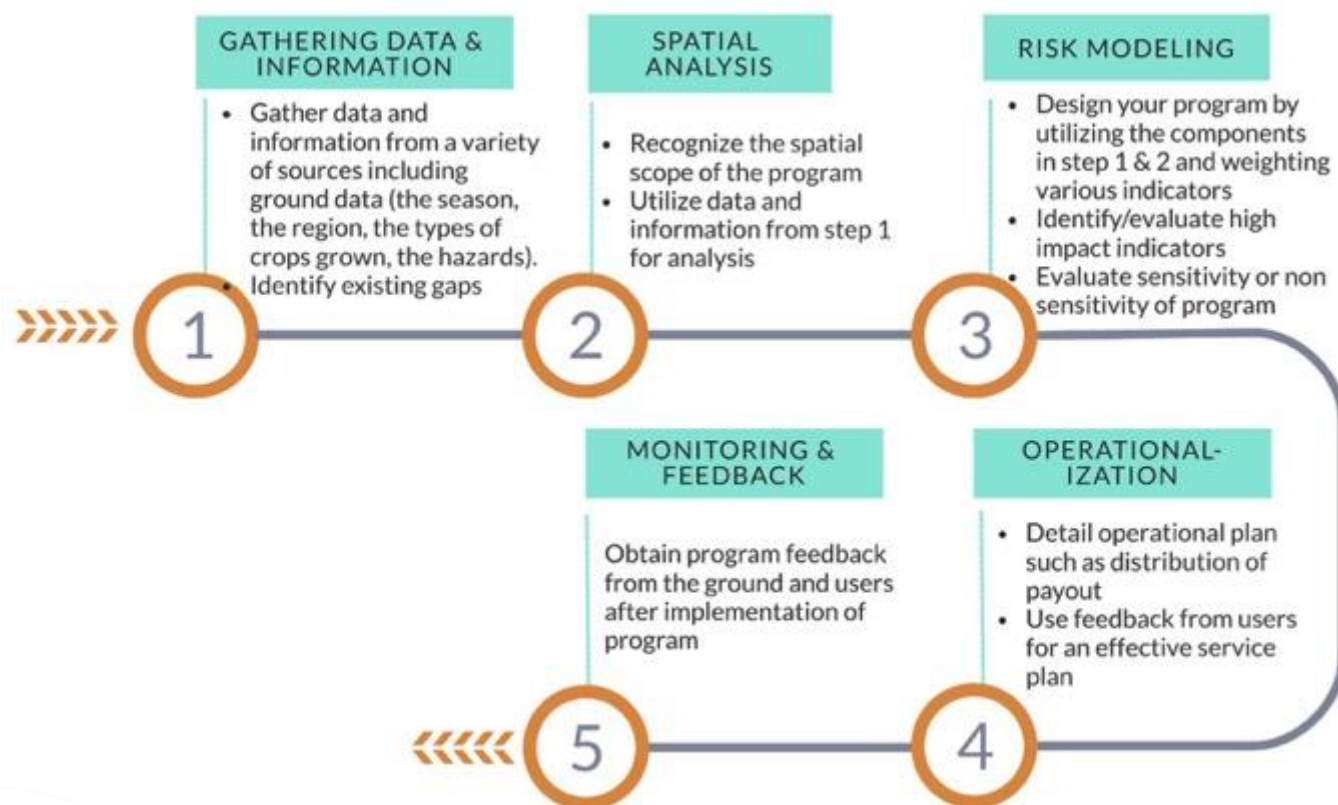 GATHERING DATA &
INFORMATION
• Gather data and
information from a variety
of sources including
ground data (the season,
the region, the types of
crops grown, the hazards).
• Identify existing gaps
1
SPATIAL
ANALYSIS
• Recognize the spatial
scope of the program
• Utilize data and
information from step 1
for analysis
2
RISK MODELING
• Design your program by
utilizing the components
in step 1 & 2 and weighting
various indicators
• Identify/evaluate high
impact indicators
• Evaluate sensitivity or non
sensitivity of program
3
OPERATIONAL-
IZATION
• Detail operational plan
such as distribution of
payout
• Use feedback from users
for an effective service
plan
4
MONITORING &
FEEDBACK
Obtain program feedback
from the ground and users
after implementation of
program
5